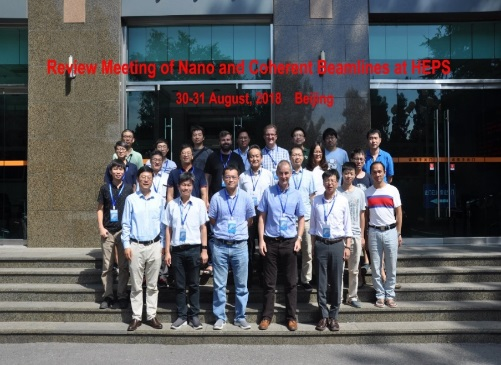 Review Meeting of Nano and Coherent Beamlines at HEPS
30-31 August, 2018 Beijing